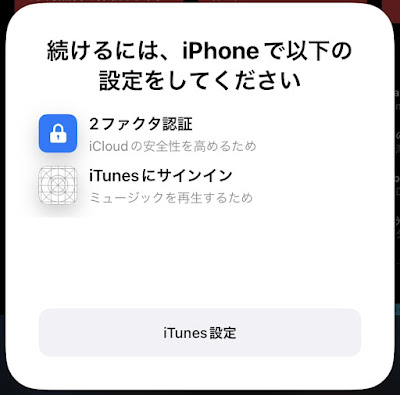 続けるには、iPhoneで以下の
設定をしてください
2ファクタ認証
iCloudの安全性を高めるため
iTunesにサインイン
ミュージックを再生するため
iTunes設定